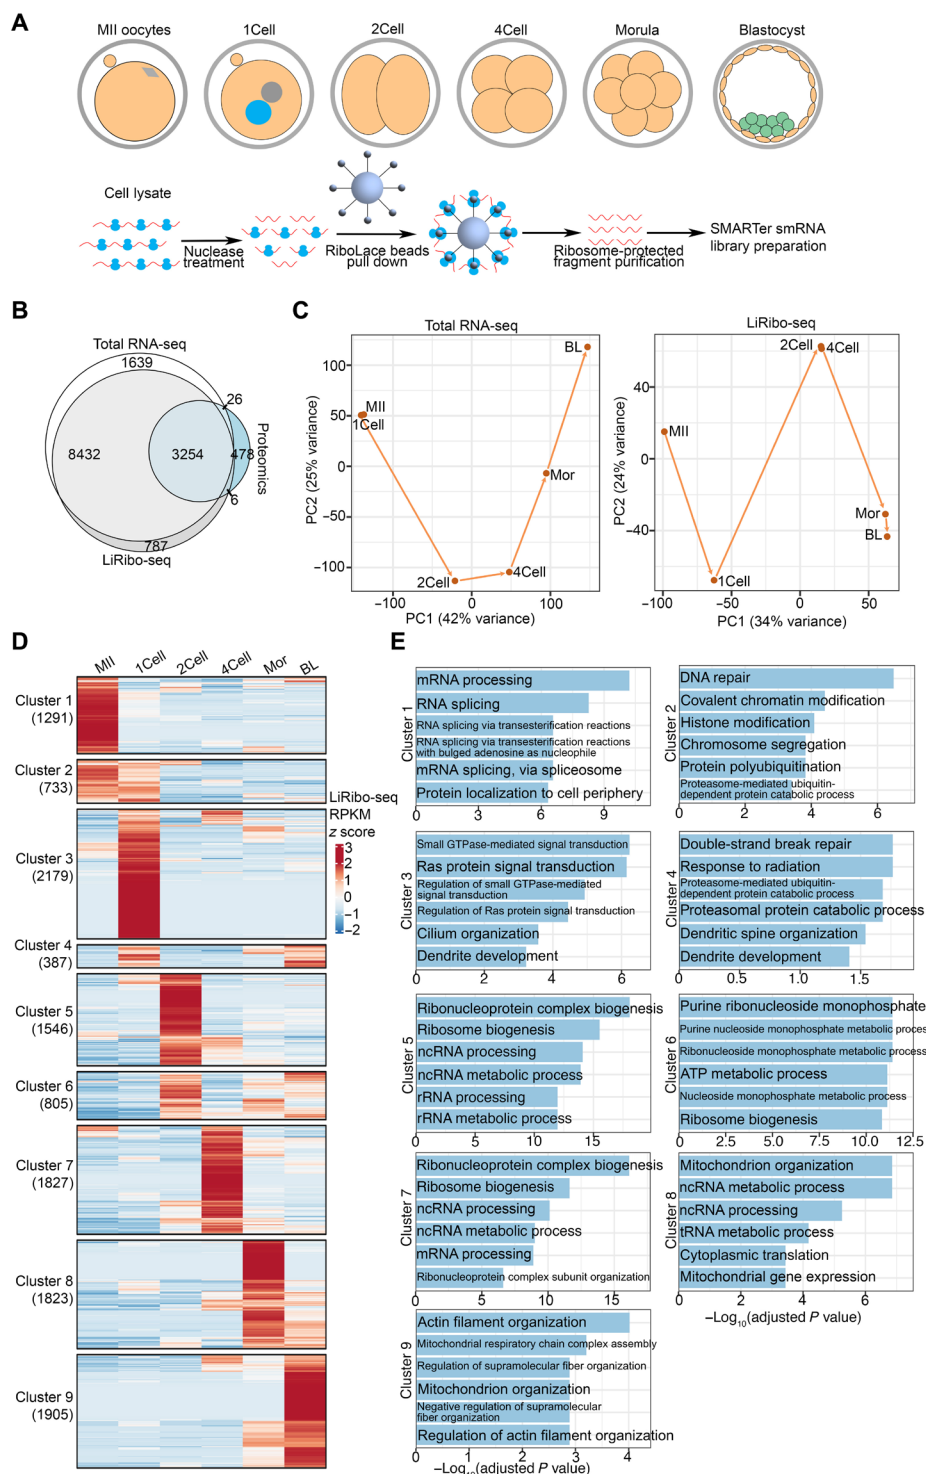 A
MII oocytes
1Cell
2Cell
4Cell
Morula
Blastocyst
Cell lysate
Nuclease
treatment
RiboLace beads
pull down
Ribosome-protected
fragment purification
SMARTer smRNA
library preparation
B
Total RNA-seq
1639
26
8432
3254
478
6
787
LiRibo-seq
Proteomics
C
Total RNA-seq
PC2 (25% variance)
100
50
0
−50
−100
MII
1Cell
2Cell
4Cell
Mor
BL
−100
0
100
PC1 (42% variance)
LiRibo-seq
PC2 (24% variance)
40
0
−40
MII
1Cell
2Cell
4Cell
Mor
BL
−100
−50
0
50
PC1 (34% variance)
D
MII
1Cell
2Cell
4Cell
Mor
BL
Cluster 1
(1291)
Cluster 2
(733)
Cluster 3
(2179)
Cluster 4
(387)
Cluster 5
(1546)
Cluster 6
(805)
Cluster 7
(1827)
Cluster 8
(1823)
Cluster 9
(1905)
LiRibo-seq
RPKM
z score
3
2
1
0
−1
−2
E
Cluster 1
mRNA processing
RNA splicing
RNA splicing via transesterification reactions
RNA splicing via transesterification reactions
with bulged adenosine as nucleophile
mRNA splicing, via spliceosome
Protein localization to cell periphery
0
3
6
9
Cluster 2
DNA repair
Covalent chromatin modification
Histone modification
Chromosome segregation
Protein polyubiquitination
Proteasome-mediated ubiquitin-
dependent protein catabolic process
0
2
4
6
Cluster 3
Small GTPase-mediated signal transduction
Ras protein signal transduction
Regulation of small GTPase-mediated
signal transduction
Regulation of Ras protein signal transduction
Cilium organization
Dendrite development
0
2
4
6
Cluster 4
Double-strand break repair
Response to radiation
Proteasome-mediated ubiquitin-
dependent protein catabolic process
Proteasomal protein catabolic process
Dendritic spine organization
Dendrite development
0
0.5
1.0
1.5
Cluster 5
Ribonucleoprotein complex biogenesis
Ribosome biogenesis
ncRNA processing
ncRNA metabolic process
rRNA processing
rRNA metabolic process
0
5
10
15
Cluster 6
Purine ribonucleoside monophosphate
Purine nucleoside monophosphate metabolic proces
Ribonucleoside monophosphate metabolic process
ATP metabolic process
Nucleoside monophosphate metabolic process
Ribosome biogenesis
0
2.5
5.0
7.5
10.0
12.5
Cluster 7
Ribonucleoprotein complex biogenesis
Ribosome biogenesis
ncRNA processing
ncRNA metabolic process
mRNA processing
Ribonucleoprotein complex subunit organization
0
5
10
16
Cluster 8
Mitochondrion organization
ncRNA metabolic process
ncRNA processing
tRNA metabolic process
Cytoplasmic translation
Mitochondrial gene expression
0
2
4
6
−Log10(adjusted P value)
Cluster 9
Actin filament organization
Mitochondrial respiratory chain complex assembly
Regulation of supramolecular fiber organization
Mitochondrion organization
Negative regulation of supramolecular
fiber organization
Regulation of actin filament organization
0
1
2
3
4
−Log10(adjusted P value)